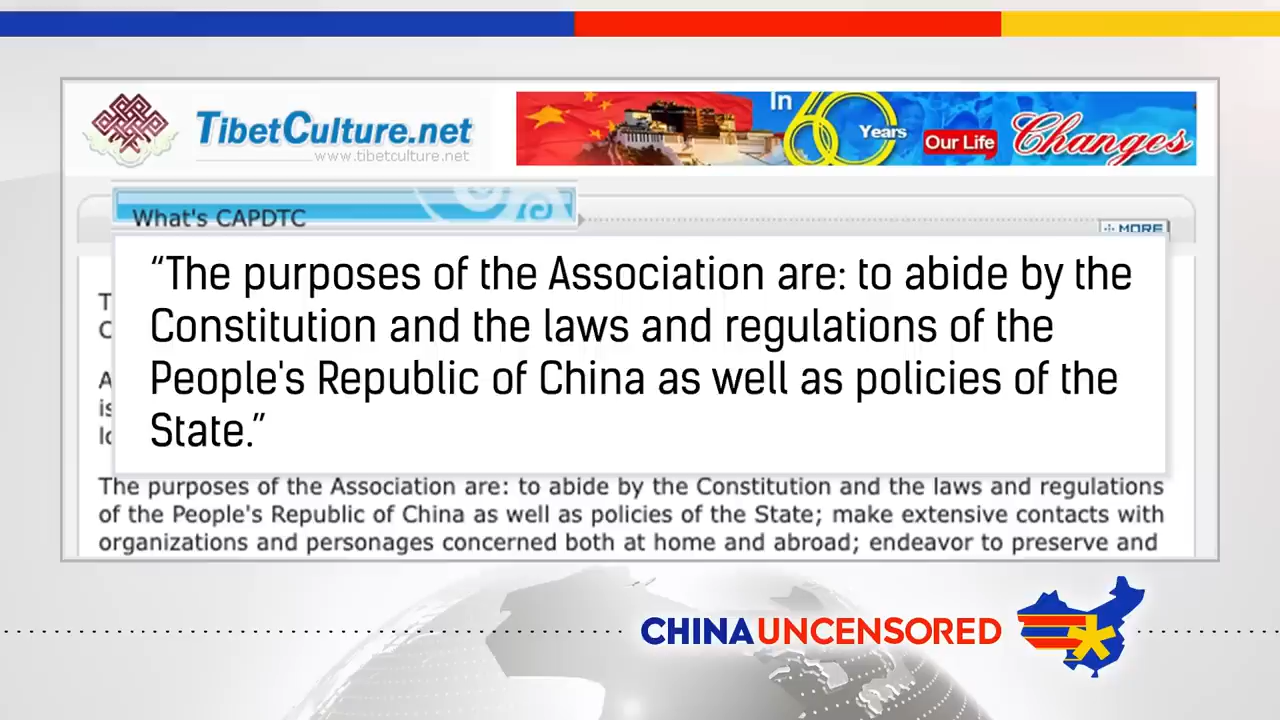 TibetCulture.net
www.tibetculture.net
In 60 Years Our Life Changes
What's CAPDTC
MORE
“The purposes of the Association are: to abide by the
Constitution and the laws and regulations of the
People's Republic of China as well as policies of the
State.”
The purposes of the Association are: to abide by the Constitution and the laws and regulations
of the People's Republic of China as well as policies of the State; make extensive contacts with
organizations and personages concerned both at home and abroad; endeavor to preserve and
CHINA UNCENSORED